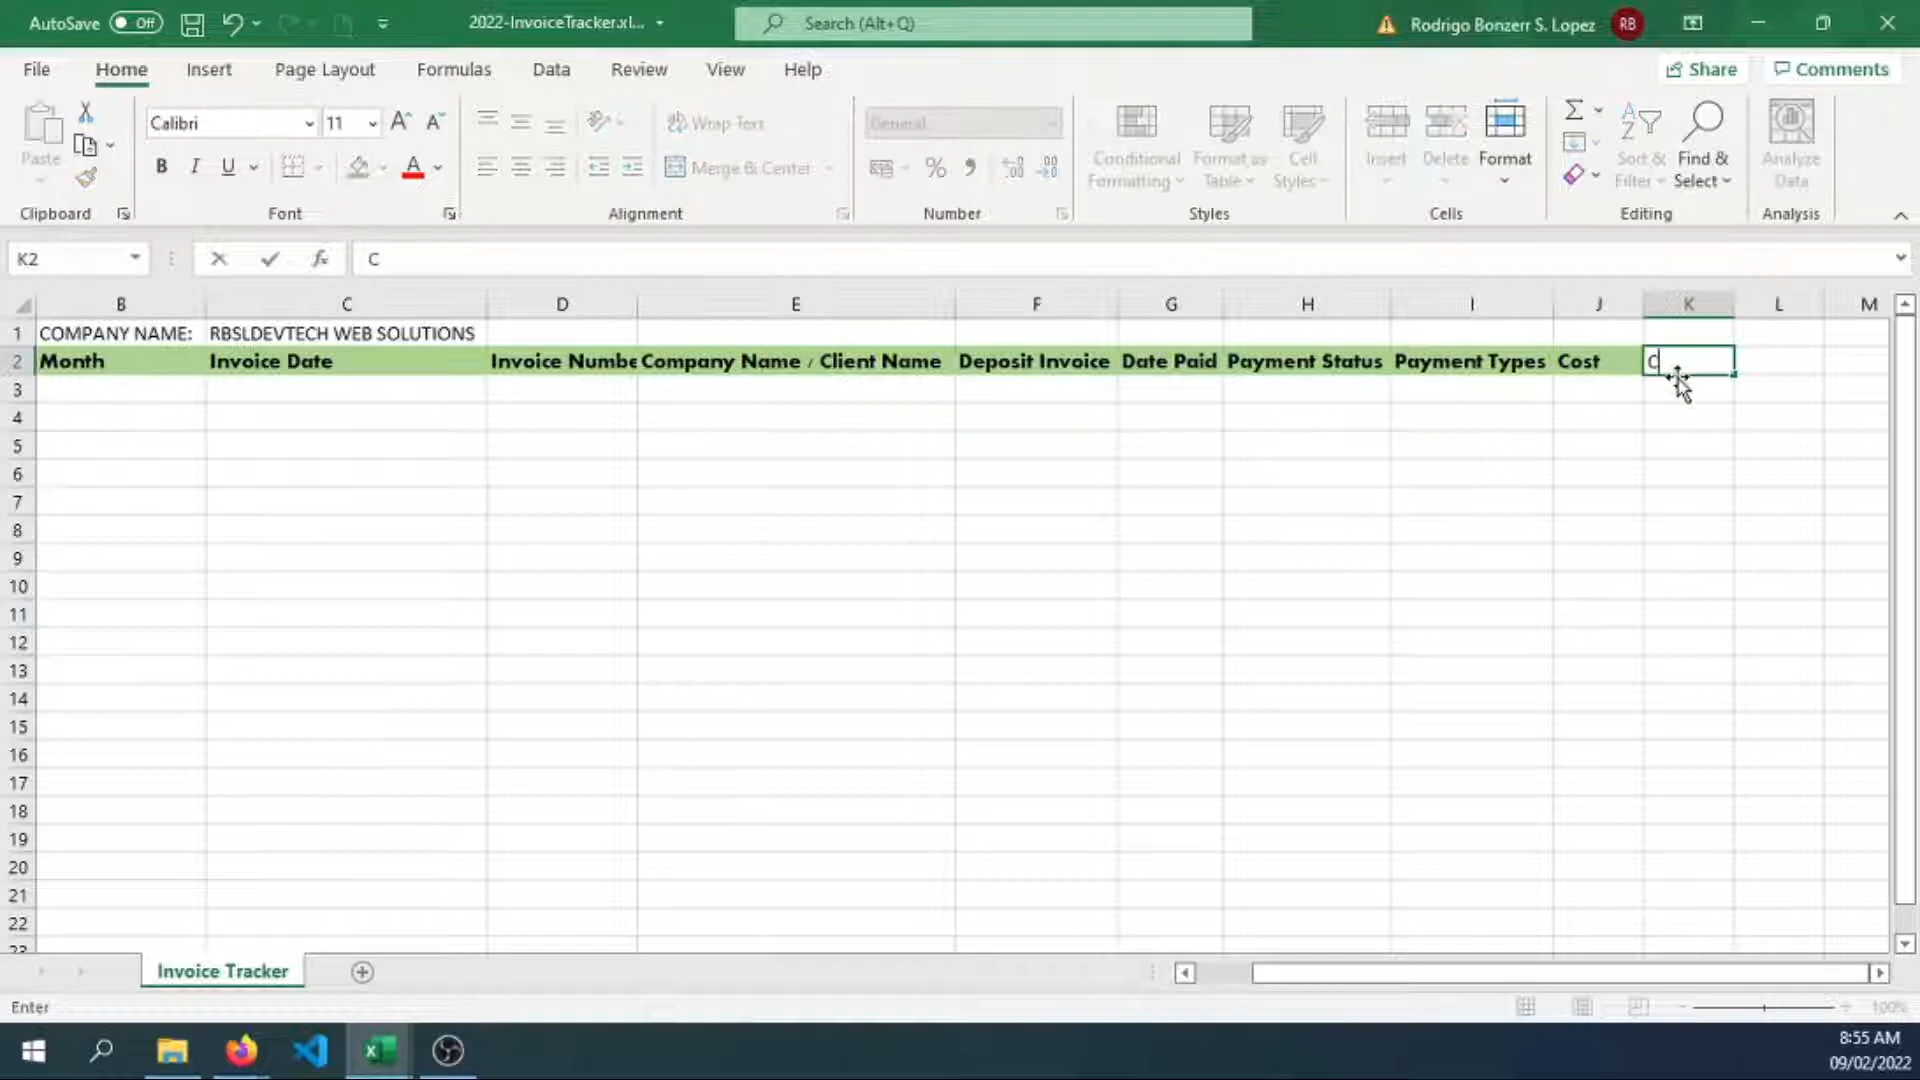 AutoSave Off 2022-InvoiceTracker.xl... Search (Alt+Q) Rodrigo Bonzerr S. Lopez RB
File Home Insert Page Layout Formulas Data Review View Help Share Comments
Paste
Calibri 11
B I U A
Wrap Text
Merge & Center
General
% 9
Conditional Formatting
Format as Table
Cell Styles
Insert Delete Format
Sort & Filter
Find & Select
Analyze Data
Clipboard Font Alignment Number Styles Cells Editing Analysis
K2 fx C
B C D E F G H I J K L M
1 COMPANY NAME: RBSLDEVTECH WEB SOLUTIONS
2 Month Invoice Date Invoice Numbe Company Name / Client Name Deposit Invoice Date Paid Payment Status Payment Types Cost C
3
4
5
6
7
8
9
10
11
12
13
14
15
16
17
18
19
20
21
22
23
Invoice Tracker
Enter 100%
8:55 AM
09/02/2022